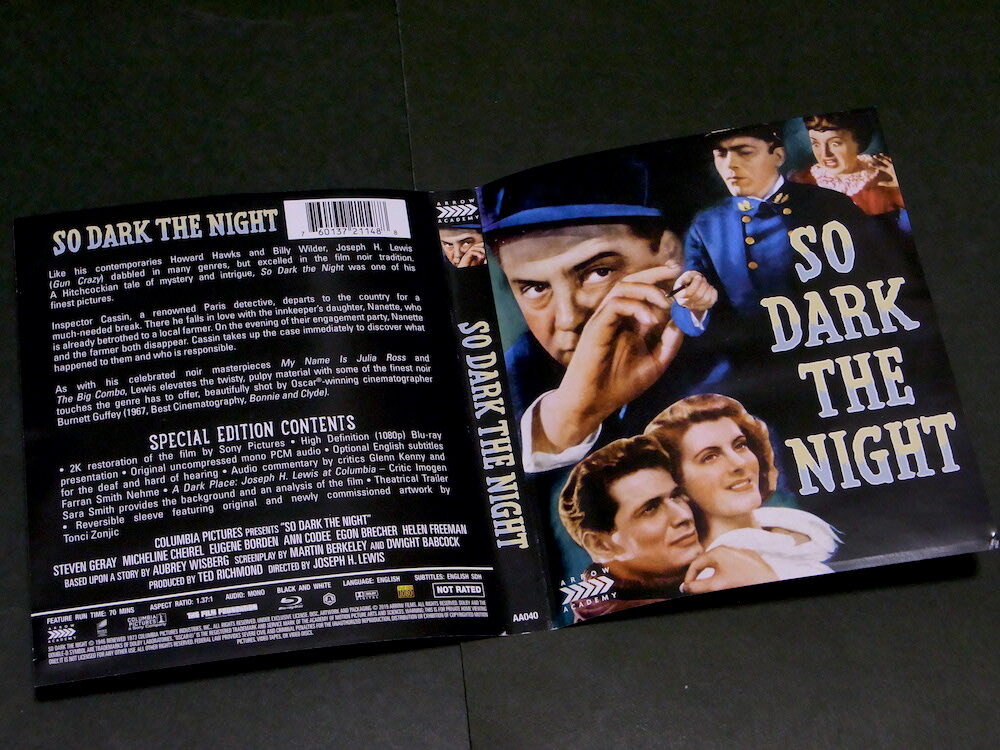 SO DARK THE NIGHT
7 60137 21148 8
Like his contemporaries Howard Hawks and Billy Wilder, Joseph H. Lewis
(Gun Crazy) dabbled in many genres, but excelled in the film noir tradition.
A Hitchcockian tale of mystery and intrigue, So Dark the Night was one of his
finest pictures.
Inspector Cassin, a renowned Paris detective, departs to the country for a
much-needed break. There he falls in love with the innkeeper's daughter, Nanette, who
is already betrothed to a local farmer. On the evening of their engagement party, Nanette
and the farmer both disappear. Cassin takes up the case immediately to discover what
happened to them and who is responsible.
As with his celebrated noir masterpieces My Name Is Julia Ross and
The Big Combo, Lewis elevates the twisty, pulpy material with some of the finest noir
touches the genre has to offer, beautifully shot by Oscar®-winning cinematographer
Burnett Guffey (1967, Best Cinematography, Bonnie and Clyde).
SPECIAL EDITION CONTENTS
• 2K restoration of the film by Sony Pictures • High Definition (1080p) Blu-ray
presentation • Original uncompressed mono PCM audio • Optional English subtitles
for the deaf and hard of hearing • Audio commentary by critics Glenn Kenny and
Farran Smith Nehme • A Dark Place: Joseph H. Lewis at Columbia – Critic Imogen
Sara Smith provides the background and an analysis of the film • Theatrical Trailer
• Reversible sleeve featuring original and newly commissioned artwork by
Tonci Zonjic
COLUMBIA PICTURES PRESENTS "SO DARK THE NIGHT"
STEVEN GERAY MICHELINE CHEIREL EUGENE BORDEN ANN CODEE EGON BRECHER HELEN FREEMAN
BASED UPON A STORY BY AUBREY WISBERG SCREENPLAY BY MARTIN BERKELEY AND DWIGHT BABCOCK
PRODUCED BY TED RICHMOND DIRECTED BY JOSEPH H. LEWIS
FEATURE RUN TIME: 70 MINS ASPECT RATIO: 1.37:1 AUDIO: MONO BLACK AND WHITE LANGUAGE: ENGLISH SUBTITLES: ENGLISH SDH
ARROW
ACADEMY
COLUMBIA
PICTURES
NOT RATED
ARROW
ACADEMY
SO DARK THE NIGHT
AA040
SO
DARK
THE
NIGHT
ARROW
ACADEMY